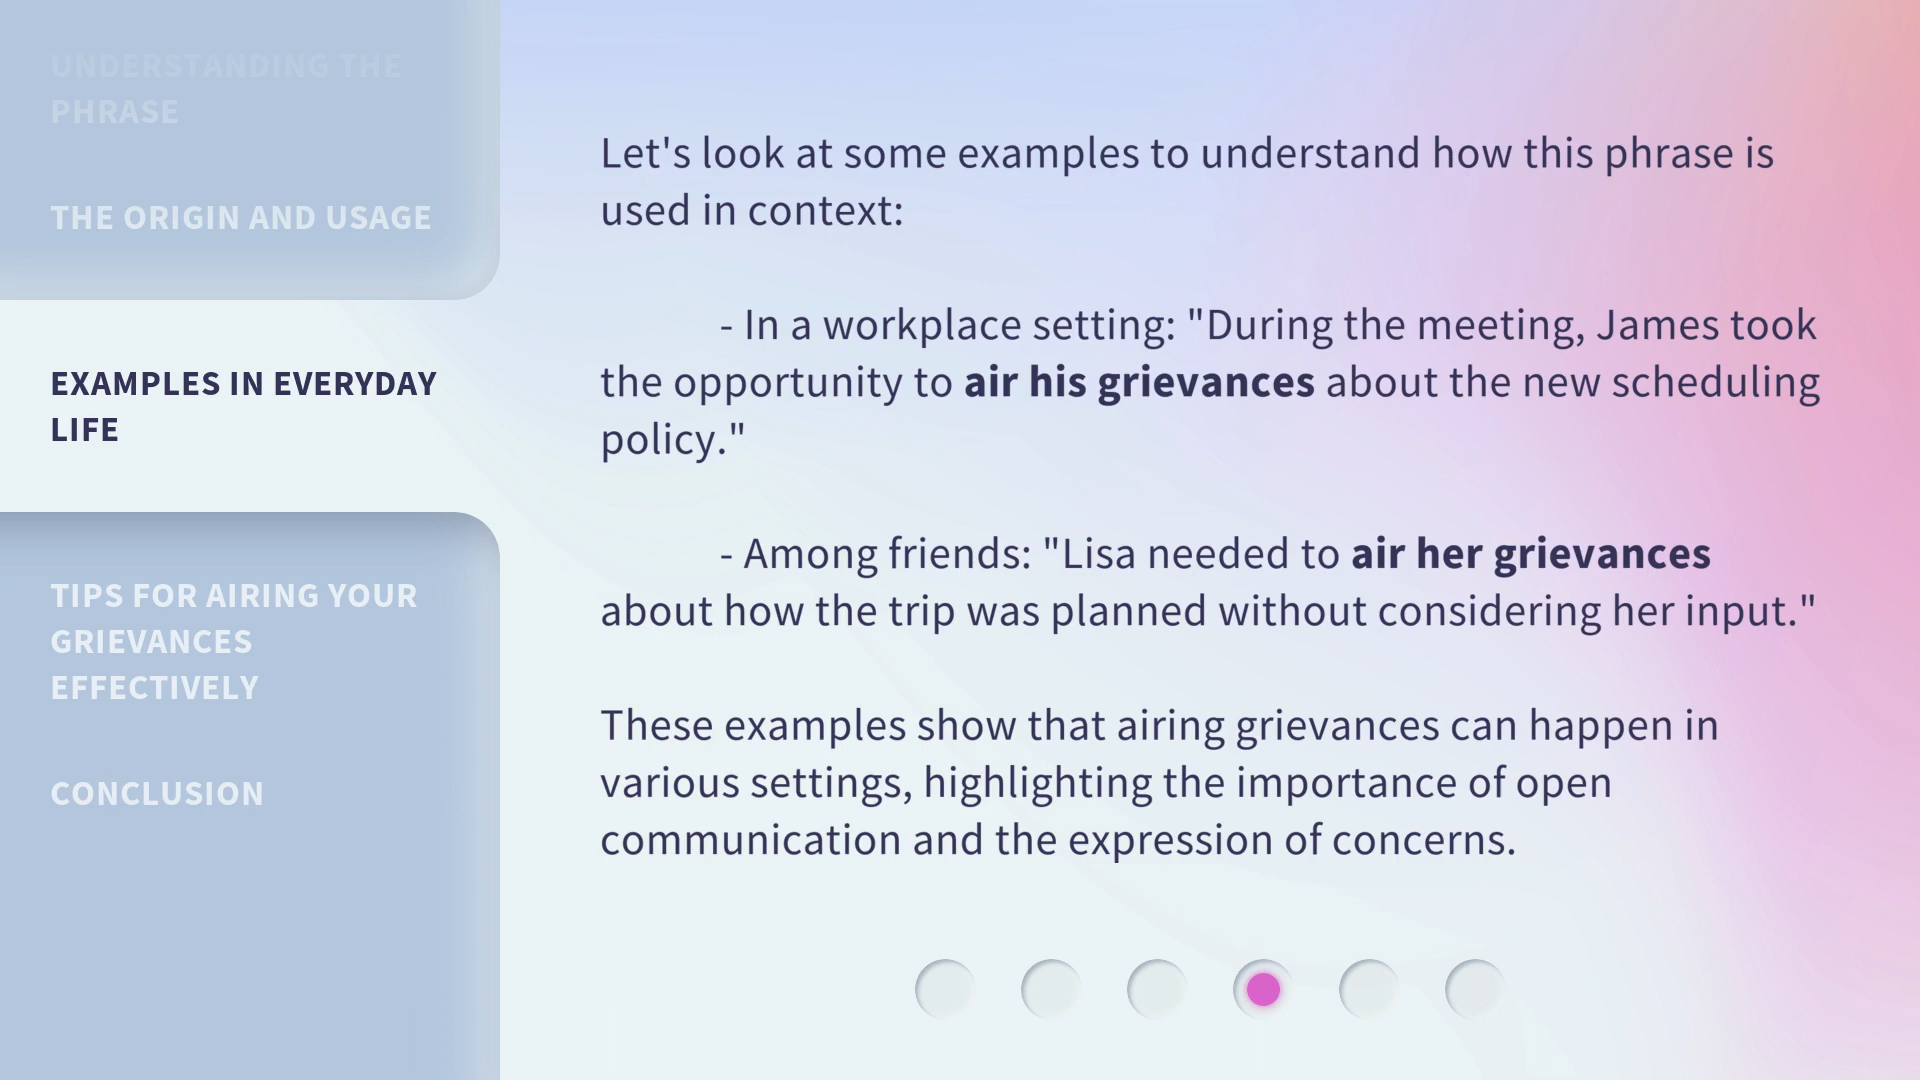 UNDERSTANDING THE
PHRASE
THE ORIGIN AND USAGE
EXAMPLES IN EVERYDAY
LIFE
TIPS FOR AIRING YOUR
GRIEVANCES
EFFECTIVELY
CONCLUSION
Let's look at some examples to understand how this phrase is
used in context:
- In a workplace setting: "During the meeting, James took
the opportunity to air his grievances about the new scheduling
policy."
- Among friends: "Lisa needed to air her grievances
about how the trip was planned without considering her input."
These examples show that airing grievances can happen in
various settings, highlighting the importance of open
communication and the expression of concerns.